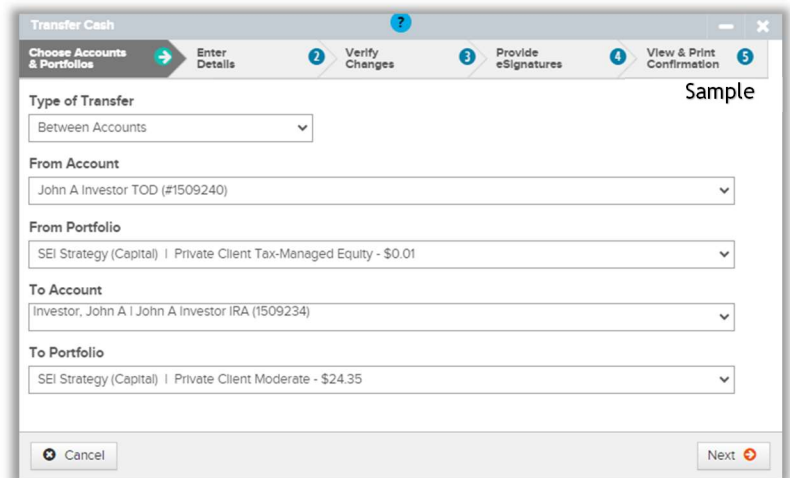 Transfer Cash
?
Choose Accounts
& Portfolios
Enter
Details
2
Verify
Changes
3
Provide
eSignatures
4
View & Print
Confirmation
5
Sample
Type of Transfer
Between Accounts
From Account
John A Investor TOD (#1509240)
From Portfolio
SEI Strategy (Capital) | Private Client Tax-Managed Equity - $0.01
To Account
Investor, John A | John A Investor IRA (1509234)
To Portfolio
SEI Strategy (Capital) | Private Client Moderate - $24.35
Cancel
Next